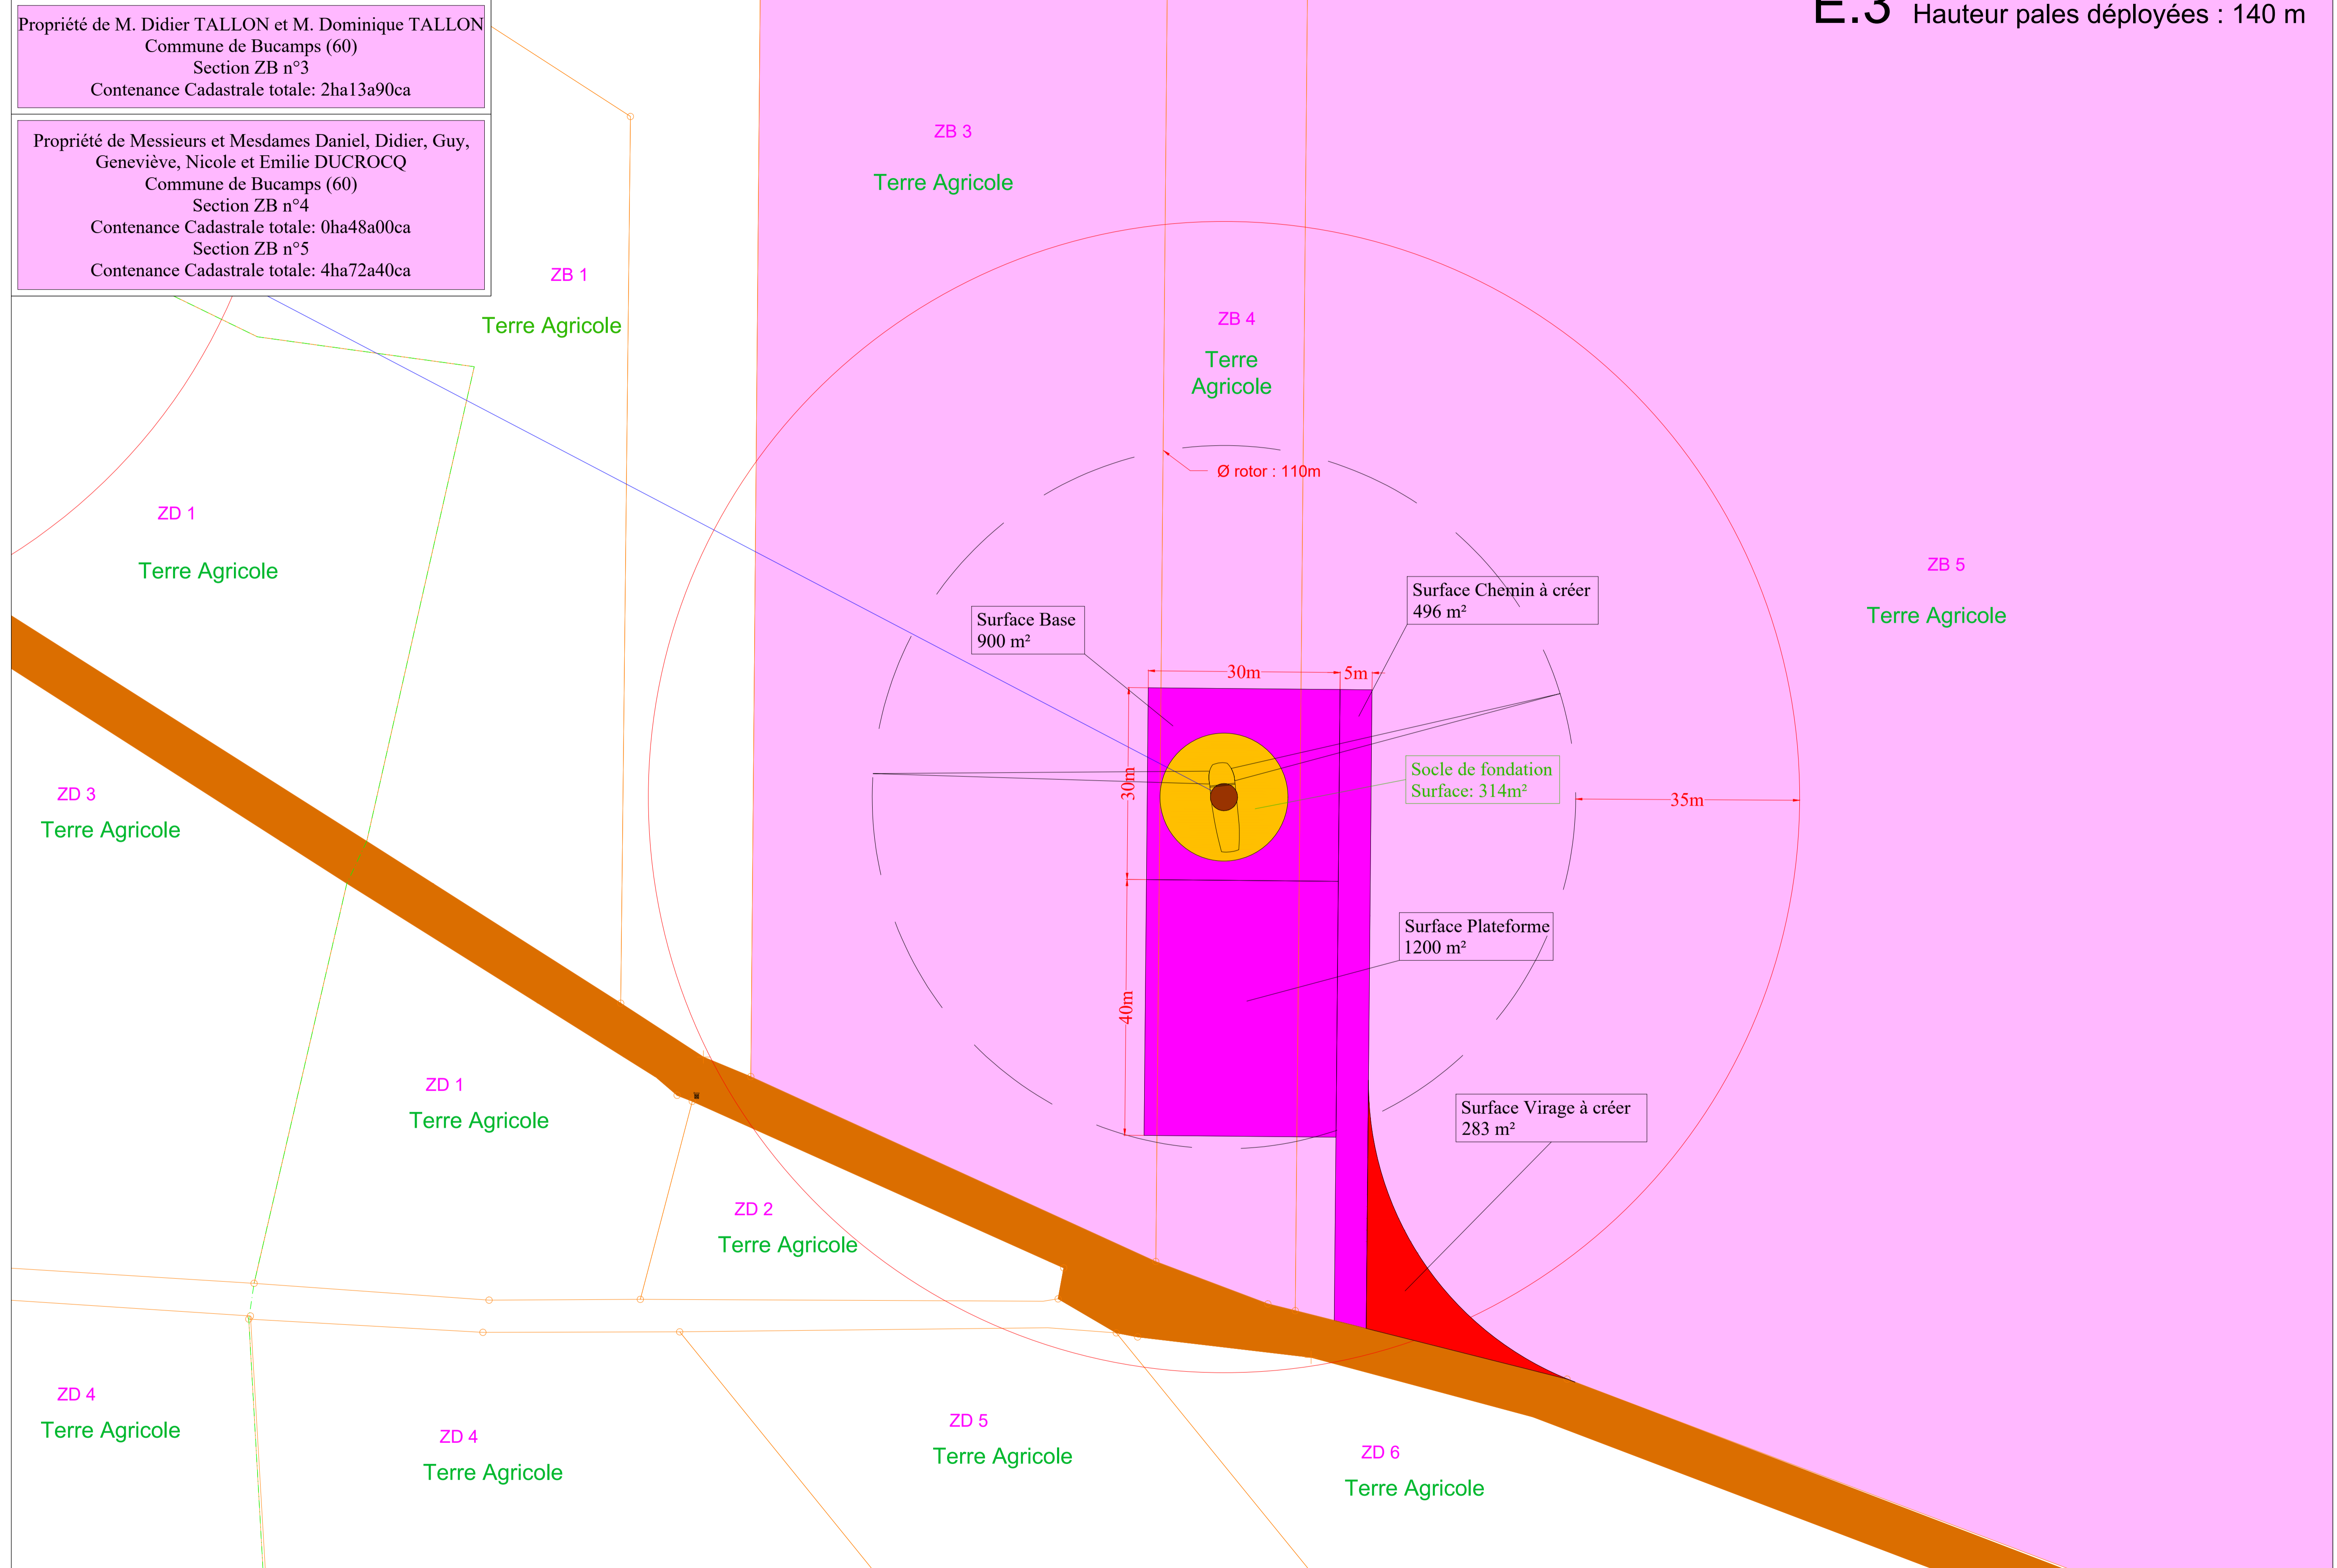 E.3 Hauteur pales déployées : 140 m
Propriété de M. Didier TALLON et M. Dominique TALLON
Commune de Bucamps (60)
Section ZB n°3
Contenance Cadastrale totale: 2ha13a90ca
Propriété de Messieurs et Mesdames Daniel, Didier, Guy,
Geneviève, Nicole et Emilie DUCROCQ
Commune de Bucamps (60)
Section ZB n°4
Contenance Cadastrale totale: 0ha48a00ca
Section ZB n°5
Contenance Cadastrale totale: 4ha72a40ca
ZB 3
Terre Agricole
ZB 1
Terre Agricole
ZB 4
Terre
Agricole
Ø rotor : 110m
ZD 1
Terre Agricole
ZB 5
Terre Agricole
Surface Chemin à créer
496 m²
Surface Base
900 m²
30m
5m
30m
Socle de fondation
Surface: 314m²
35m
ZD 3
Terre Agricole
Surface Plateforme
1200 m²
40m
ZD 1
Terre Agricole
Surface Virage à créer
283 m²
ZD 2
Terre Agricole
ZD 4
Terre Agricole
ZD 4
Terre Agricole
ZD 5
Terre Agricole
ZD 6
Terre Agricole